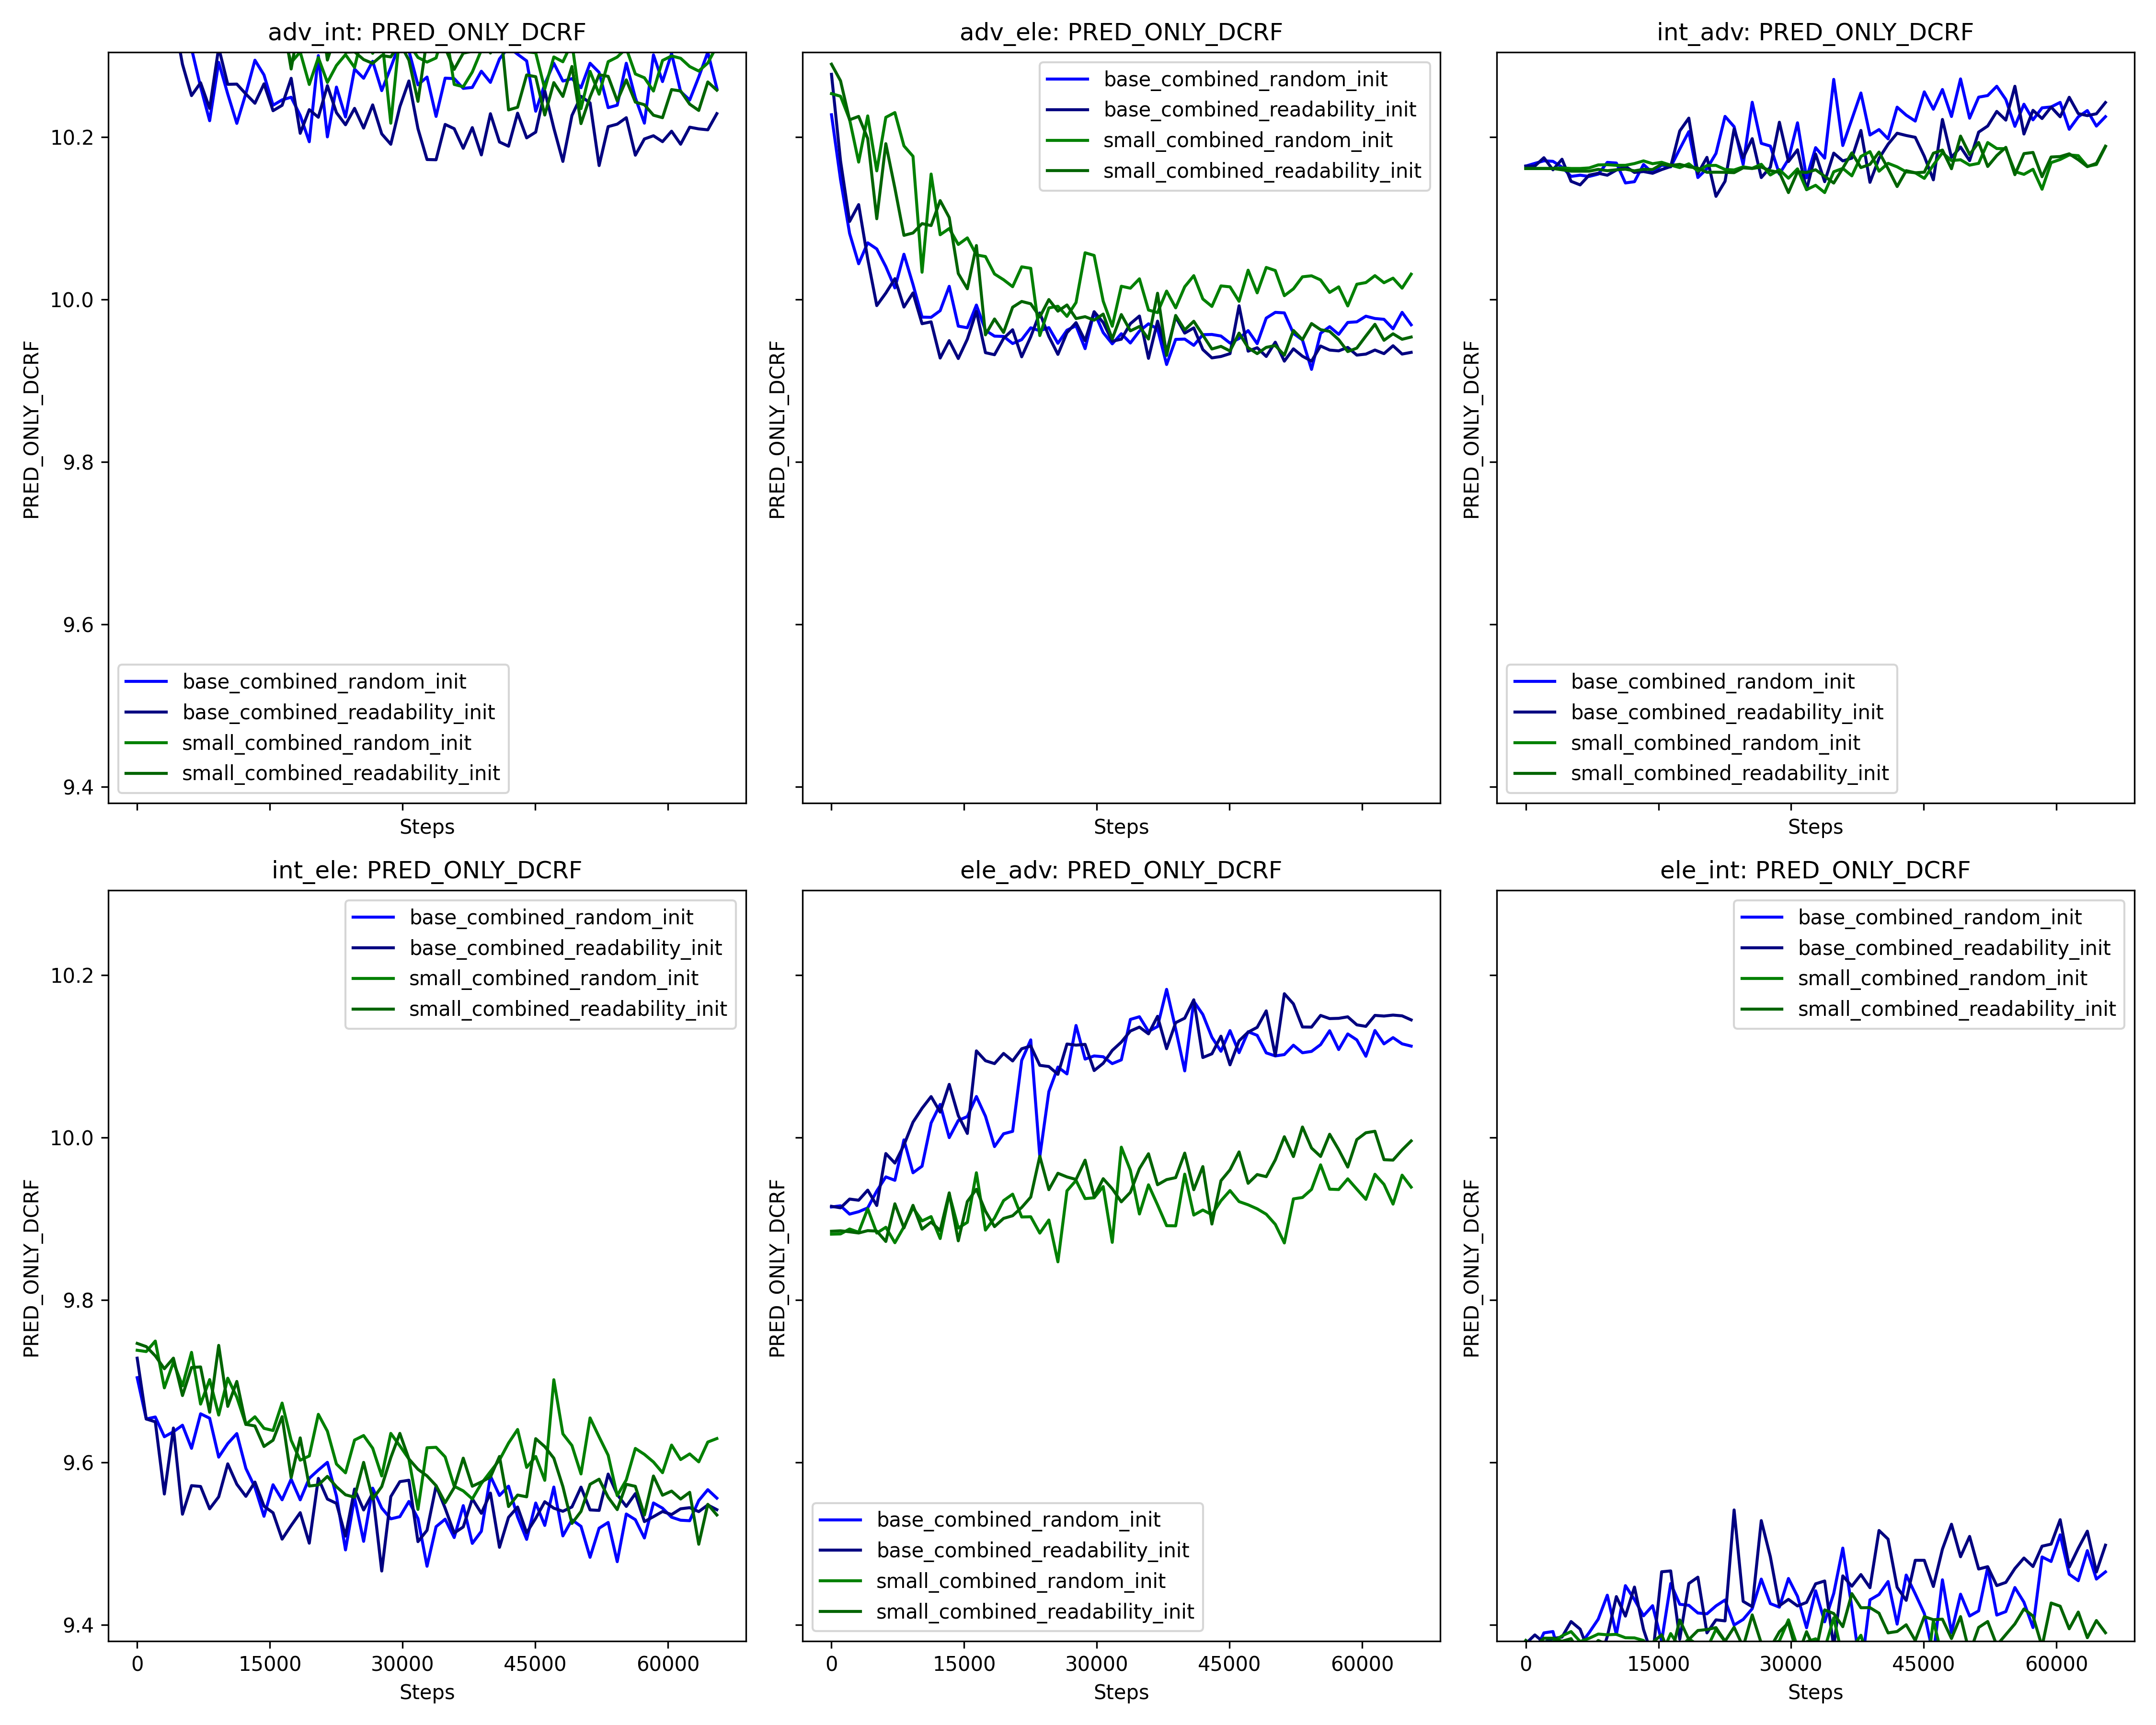 adv_int: PRED_ONLY_DCRF
adv_ele: PRED_ONLY_DCRF
int_adv: PRED_ONLY_DCRF
PRED_ONLY_DCRF
10.2
10.0
9.8
9.6
9.4
base_combined_random_init
base_combined_readability_init
small_combined_random_init
small_combined_readability_init
Steps
PRED_ONLY_DCRF
base_combined_random_init
base_combined_readability_init
small_combined_random_init
small_combined_readability_init
Steps
PRED_ONLY_DCRF
base_combined_random_init
base_combined_readability_init
small_combined_random_init
small_combined_readability_init
Steps
int_ele: PRED_ONLY_DCRF
ele_adv: PRED_ONLY_DCRF
ele_int: PRED_ONLY_DCRF
PRED_ONLY_DCRF
10.2
10.0
9.8
9.6
9.4
base_combined_random_init
base_combined_readability_init
small_combined_random_init
small_combined_readability_init
0 15000 30000 45000 60000
Steps
PRED_ONLY_DCRF
base_combined_random_init
base_combined_readability_init
small_combined_random_init
small_combined_readability_init
0 15000 30000 45000 60000
Steps
PRED_ONLY_DCRF
base_combined_random_init
base_combined_readability_init
small_combined_random_init
small_combined_readability_init
0 15000 30000 45000 60000
Steps